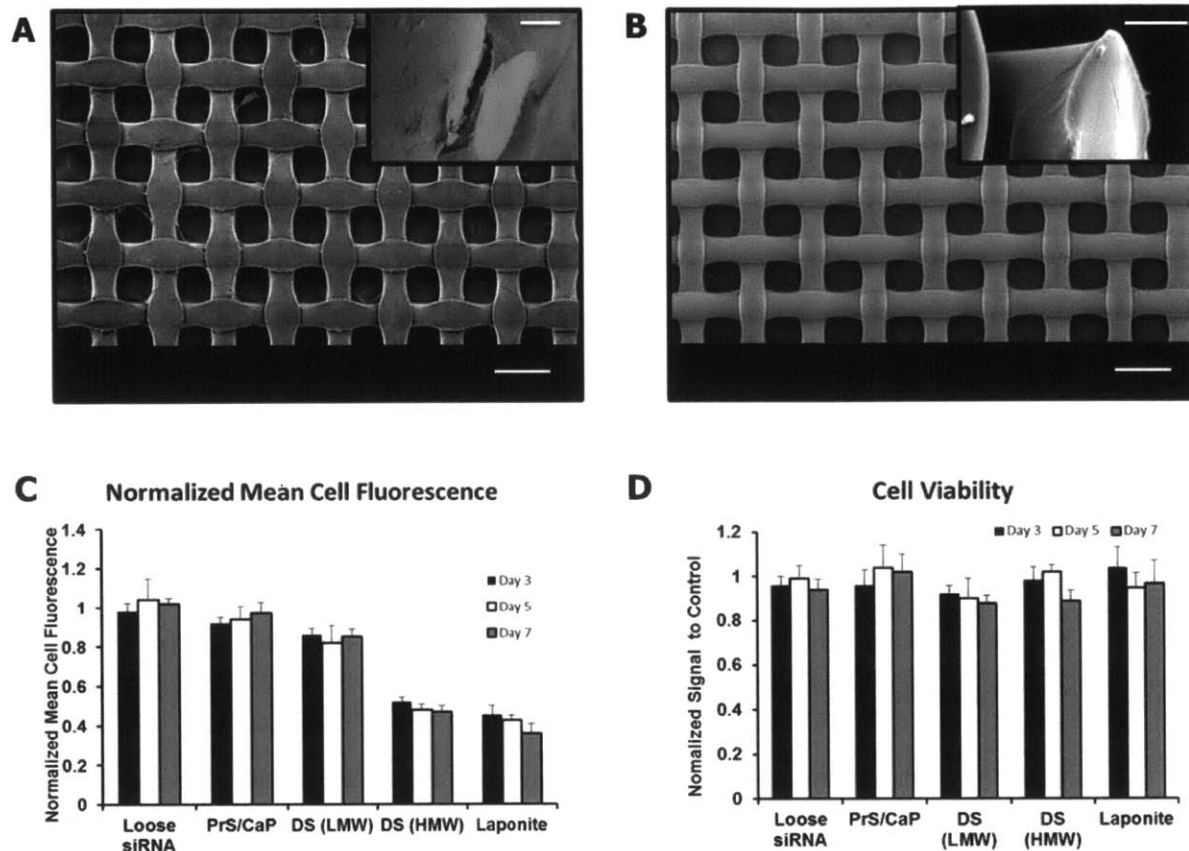 A
B
C
Normalized Mean Cell Fluorescence
Normalized Mean Cell Fluorescence
1.4
1.2
1
0.8
0.6
0.4
0.2
0
Day 3
Day 5
Day 7
Loose siRNA
PrS/CaP
DS (LMW)
DS (HMW)
Laponite
D
Cell Viability
Nomalized Signal to Control
1.2
1
0.8
0.6
0.4
0.2
0
Day 3 Day 5 Day 7
Loose siRNA
PrS/CaP
DS (LMW)
DS (HMW)
Laponite